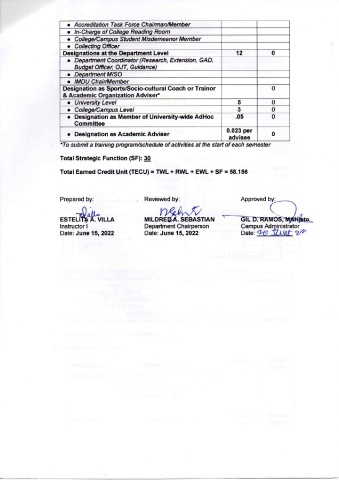 • Accreditation Task Force Chairman/Member
• In-Charge of College Reading Room
• College/Campus Student Misdemeanor Member
• Collecting Officer
Designations at the Department Level 12 0
• Department Coordinator (Research, Extension, GAD,
Budget Officer, OJT, Guidance)
• Department MISO
• IMDU Chair/Member
Designation as Sports/Socio-cultural Coach or Trainor 0
& Academic Organization Adviser*
• University Level 5 0
• College/Campus Level 3 0
• Designation as Member of University-wide AdHoc .05 0
Committee
• Designation as Academic Adviser 0.023 per 0
advisee
*To submit a training program/schedule of activities at the start of each semester
Total Strategic Function (SF): 30
Total Earned Credit Unit (TECU) = TWL + RWL + EWL + SF = 58.156
Prepared by: Reviewed by: Approved by:
ESTELITA A. VILLA MILDRED A. SEBASTIAN GIL D. RAMOS,
Instructor I Department Chairperson Campus Administrator
Date: June 15, 2022 Date: June 15, 2022 Date: 20